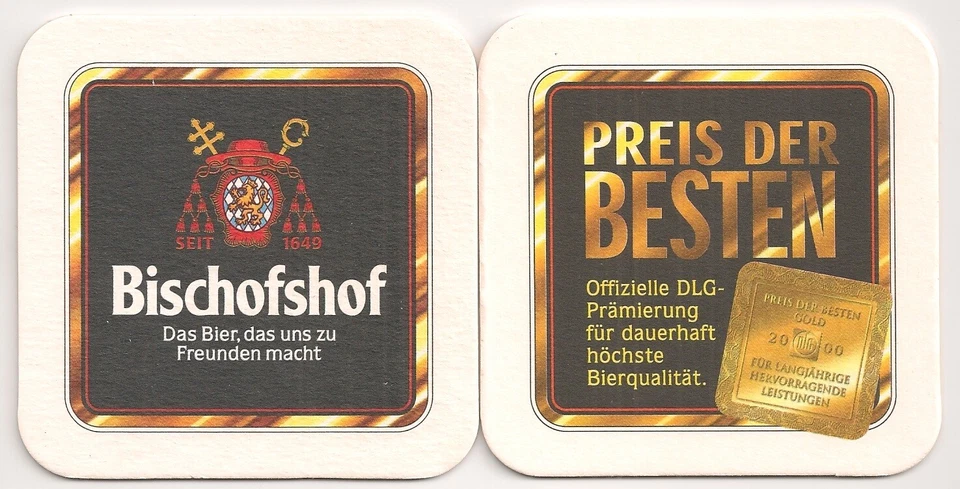 SEIT 1649
Bischofshof
Das Bier, das uns zu
Freunden macht
PREIS DER
BESTEN
Offizielle DLG-
Prämierung
für dauerhaft
höchste
Bierqualität.
PREIS DER BESTEN
GOLD
20 DLG 00
FÜR LANGJÄHRIGE
HERVORRAGENDE
LEISTUNGEN